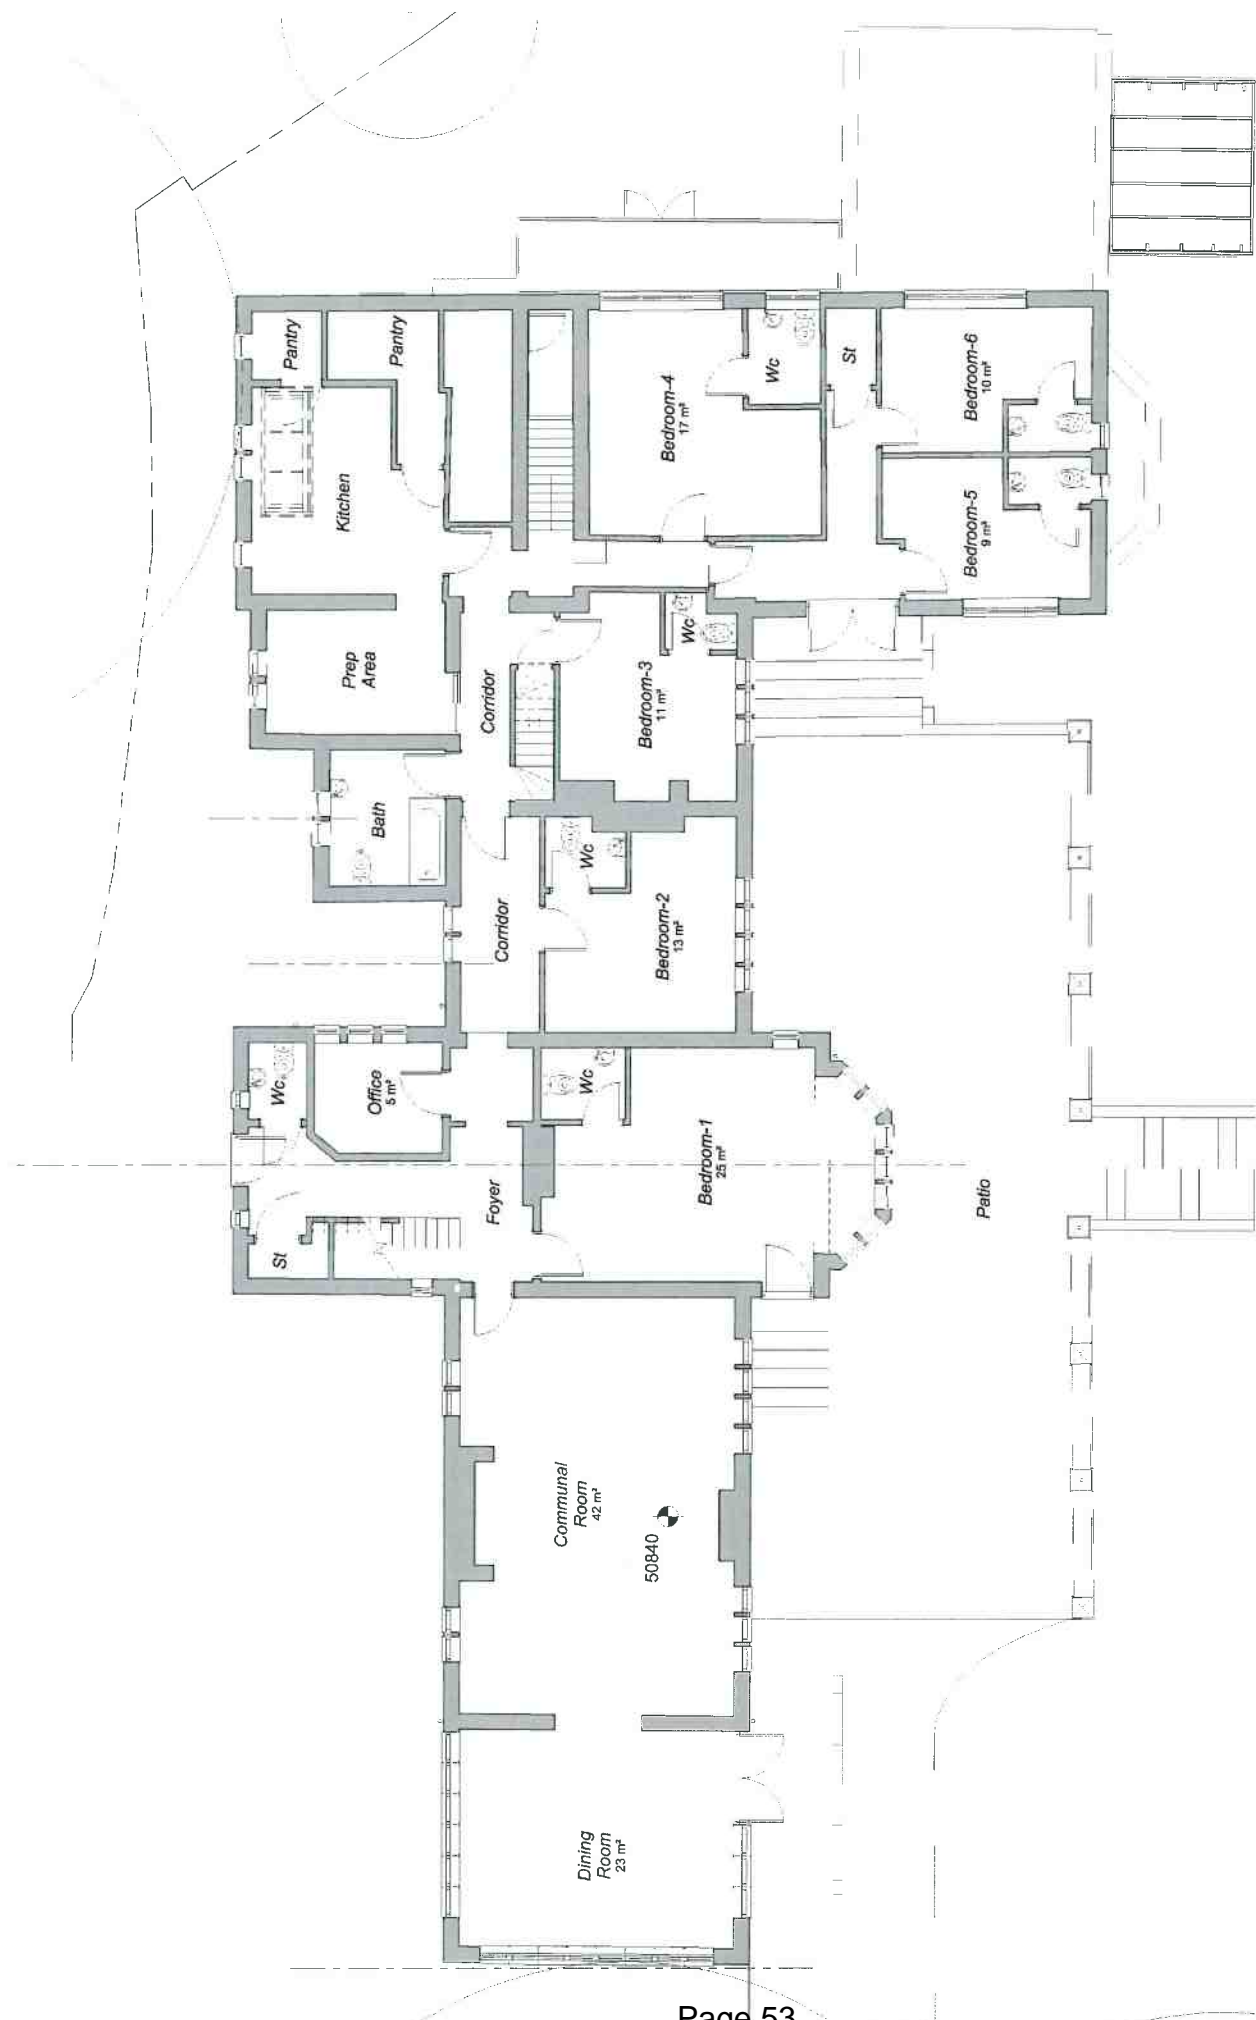 Pantry
Pantry
Kitchen
Prep
Area
Bath
Corridor
Corridor
Bedroom-4
17 m²
Wc
St
Bedroom-6
10 m²
Bedroom-5
9 m²
Bedroom-3
11 m²
Wc
Wc
Bedroom-2
13 m²
Wc
Office
5 m²
Wc
Bedroom-1
25 m²
Foyer
St
Patio
Communal
Room
42 m²
50840
Dining
Room
23 m²
Page 53